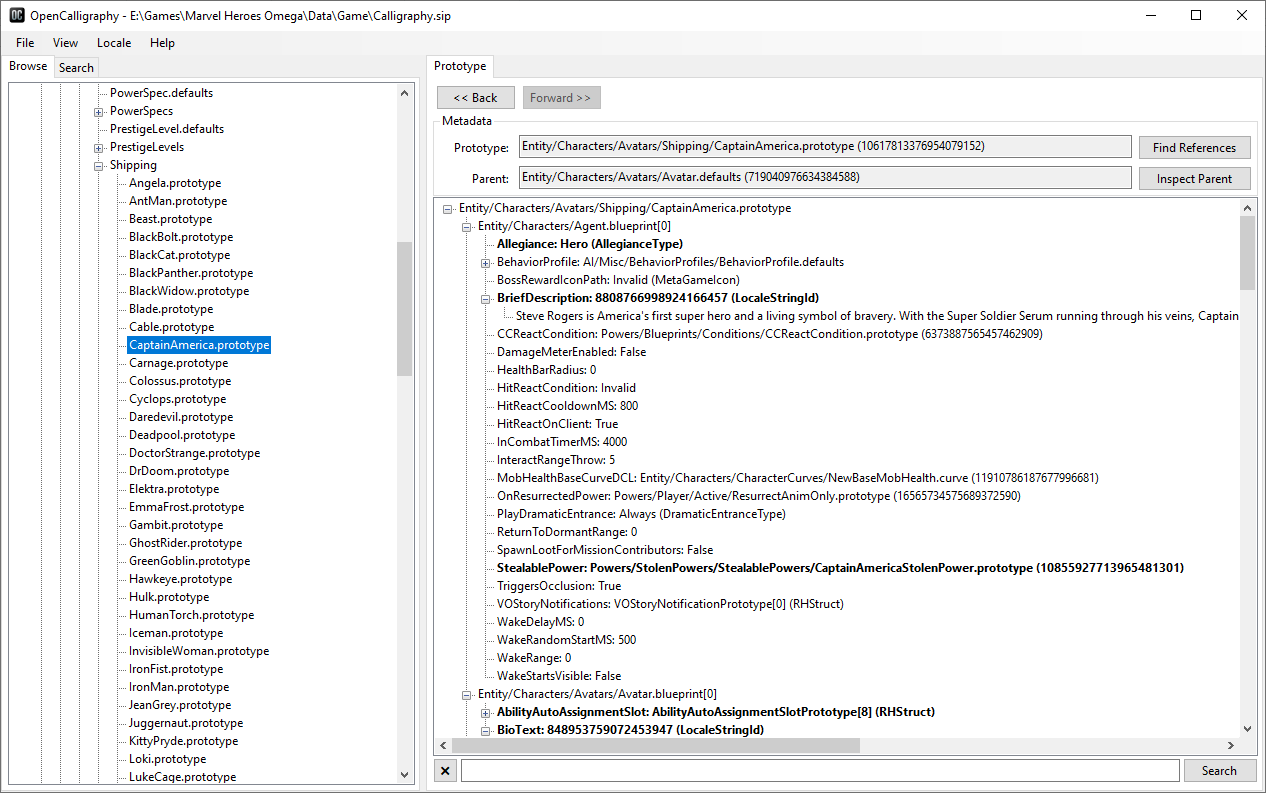 OpenCalligraphy - E:\Games\Marvel Heroes Omega\Data\Game\Calligraphy.sip
File View Locale Help
Browse Search
PowerSpec.defaults
PowerSpecs
PrestigeLevel.defaults
PrestigeLevels
Shipping
Angela.prototype
AntMan.prototype
Beast.prototype
BlackBolt.prototype
BlackCat.prototype
BlackPanther.prototype
BlackWidow.prototype
Blade.prototype
Cable.prototype
CaptainAmerica.prototype
Carnage.prototype
Colossus.prototype
Cyclops.prototype
Daredevil.prototype
Deadpool.prototype
DoctorStrange.prototype
DrDoom.prototype
Elektra.prototype
EmmaFrost.prototype
Gambit.prototype
GhostRider.prototype
GreenGoblin.prototype
Hawkeye.prototype
Hulk.prototype
HumanTorch.prototype
Iceman.prototype
InvisibleWoman.prototype
IronFist.prototype
IronMan.prototype
JeanGrey.prototype
Juggernaut.prototype
KittyPryde.prototype
Loki.prototype
LukeCage.prototype
Prototype
<< Back Forward >>
Metadata
Prototype: Entity/Characters/Avatars/Shipping/CaptainAmerica.prototype (10617813376954079152) Find References
Parent: Entity/Characters/Avatars/Avatar.defaults (719040976634384588) Inspect Parent
Entity/Characters/Avatars/Shipping/CaptainAmerica.prototype
Entity/Characters/Agent.blueprint[0]
Allegiance: Hero (AllegianceType)
BehaviorProfile: AI/Misc/BehaviorProfiles/BehaviorProfile.defaults
BossRewardIconPath: Invalid (MetaGameIcon)
BriefDescription: 8808766998924166457 (LocaleStringId)
Steve Rogers is America's first super hero and a living symbol of bravery. With the Super Soldier Serum running through his veins, Captain
CCReactCondition: Powers/Blueprints/Conditions/CCReactCondition.prototype (6373887565457462909)
DamageMeterEnabled: False
HealthBarRadius: 0
HitReactCondition: Invalid
HitReactCooldownMS: 800
HitReactOnClient: True
InCombatTimerMS: 4000
InteractRangeThrow: 5
MobHealthBaseCurveDCL: Entity/Characters/CharacterCurves/NewBaseMobHealth.curve (11910786187677996681)
OnResurrectedPower: Powers/Player/Active/ResurrectAnimOnly.prototype (16565734575689372590)
PlayDramaticEntrance: Always (DramaticEntranceType)
ReturnToDormantRange: 0
SpawnLootForMissionContributors: False
StealablePower: Powers/StolenPowers/StealablePowers/CaptainAmericaStolenPower.prototype (10855927713965481301)
TriggersOcclusion: True
VOStoryNotifications: VOStoryNotificationPrototype[0] (RHStruct)
WakeDelayMS: 0
WakeRandomStartMS: 500
WakeRange: 0
WakeStartsVisible: False
Entity/Characters/Avatars/Avatar.blueprint[0]
AbilityAutoAssignmentSlot: AbilityAutoAssignmentSlotPrototype[8] (RHStruct)
BioText: 848953759072453947 (LocaleStringId)
Search